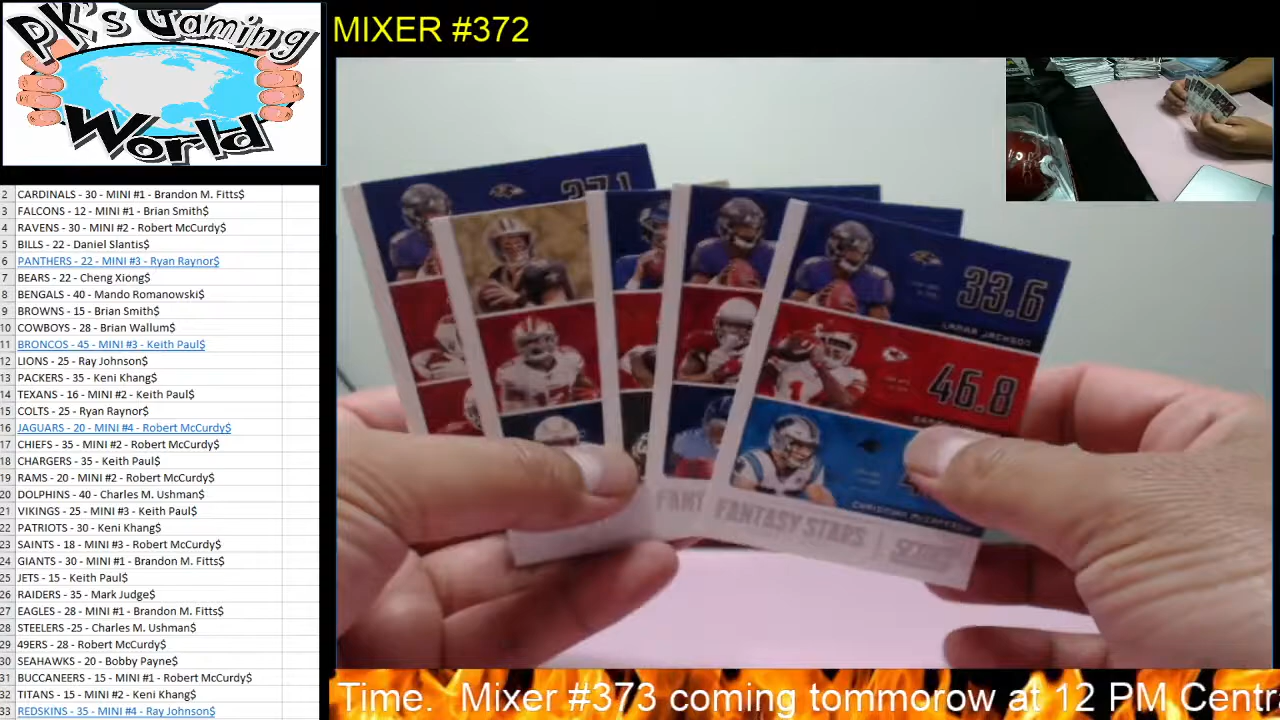 PK's Gaming
World
MIXER #372
2 CARDINALS - 30 - MINI #1 - Brandon M. Fitts$
3 FALCONS - 12 - MINI #1 - Brian Smith$
4 RAVENS - 30 - MINI #2 - Robert McCurdy$
5 BILLS - 22 - Daniel Slantis$
6 PANTHERS - 22 - MINI #3 - Ryan Raynor$
7 BEARS - 22 - Cheng Xiong$
8 BENGALS - 40 - Mando Romanowski$
9 BROWNS - 15 - Brian Smith$
10 COWBOYS - 28 - Brian Wallum$
11 BRONCOS - 45 - MINI #3 - Keith Paul$
12 LIONS - 25 - Ray Johnson$
13 PACKERS - 35 - Keni Khang$
14 TEXANS - 16 - MINI #2 - Keith Paul$
15 COLTS - 25 - Ryan Raynor$
16 JAGUARS - 20 - MINI #4 - Robert McCurdy$
17 CHIEFS - 35 - MINI #2 - Robert McCurdy$
18 CHARGERS - 35 - Keith Paul$
19 RAMS - 20 - MINI #2 - Robert McCurdy$
20 DOLPHINS - 40 - Charles M. Ushman$
21 VIKINGS - 25 - MINI #3 - Keith Paul$
22 PATRIOTS - 30 - Keni Khang$
23 SAINTS - 18 - MINI #3 - Robert McCurdy$
24 GIANTS - 30 - MINI #1 - Brandon M. Fitts$
25 JETS - 15 - Keith Paul$
26 RAIDERS - 35 - Mark Judge$
27 EAGLES - 28 - MINI #1 - Brandon M. Fitts$
28 STEELERS -25 - Charles M. Ushman$
29 49ERS - 28 - Robert McCurdy$
30 SEAHAWKS - 20 - Bobby Payne$
31 BUCCANEERS - 15 - MINI #1 - Robert McCurdy$
32 TITANS - 15 - MINI #2 - Keni Khang$
33 REDSKINS - 35 - MINI #4 - Ray Johnson$
37.1
33.6
LAMAR JACKSON
46.8
CHRISTIAN MCCAFFREY
FANTASY STARS
SCORE
Time. Mixer #373 coming tommorow at 12 PM Centr